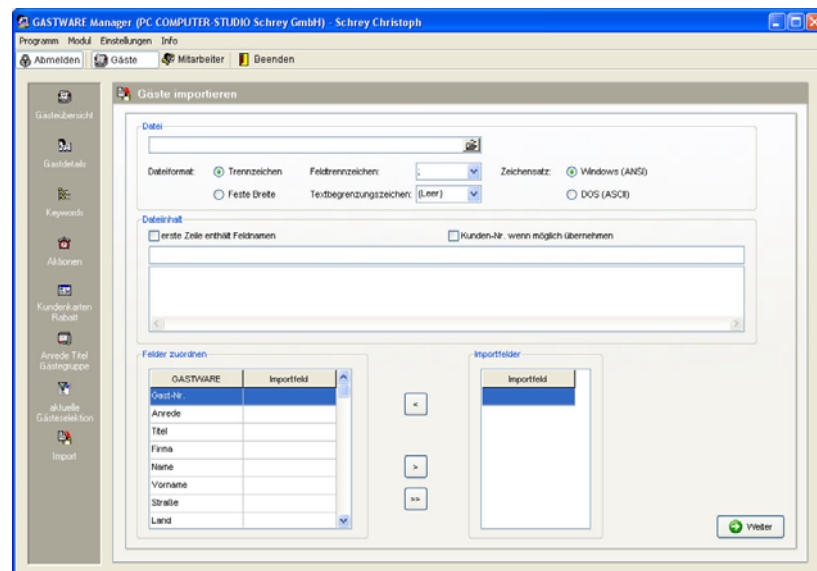 GASTWARE Manager (PC COMPUTER-STUDIO Schrey GmbH) - Schrey Christoph
Programm Modul Einstellungen Info
Abmelden Gäste Mitarbeiter Beenden
Gästeübersicht
Gastdetails
Keywords
Aktionen
Kundenkarten
Rabatt
Anrede Titel
Gästegruppe
aktuelle
Gästeselektion
Import
Gäste importieren
Datei
Dateiformat: Trennzeichen Feldtrennzeichen: ; Zeichensatz: Windows (ANSI)
Feste Breite Textbegrenzungszeichen: (Leer) DOS (ASCII)
Dateiinhalt
erste Zeile enthält Feldnamen Kunden-Nr. wenn möglich übernehmen
Felder zuordnen
GASTWARE Importfeld
Gast-Nr.
Anrede
Titel
Firma
Name
Vorname
Straße
Land
<
>
>>
Importfelder
Importfeld
Weiter